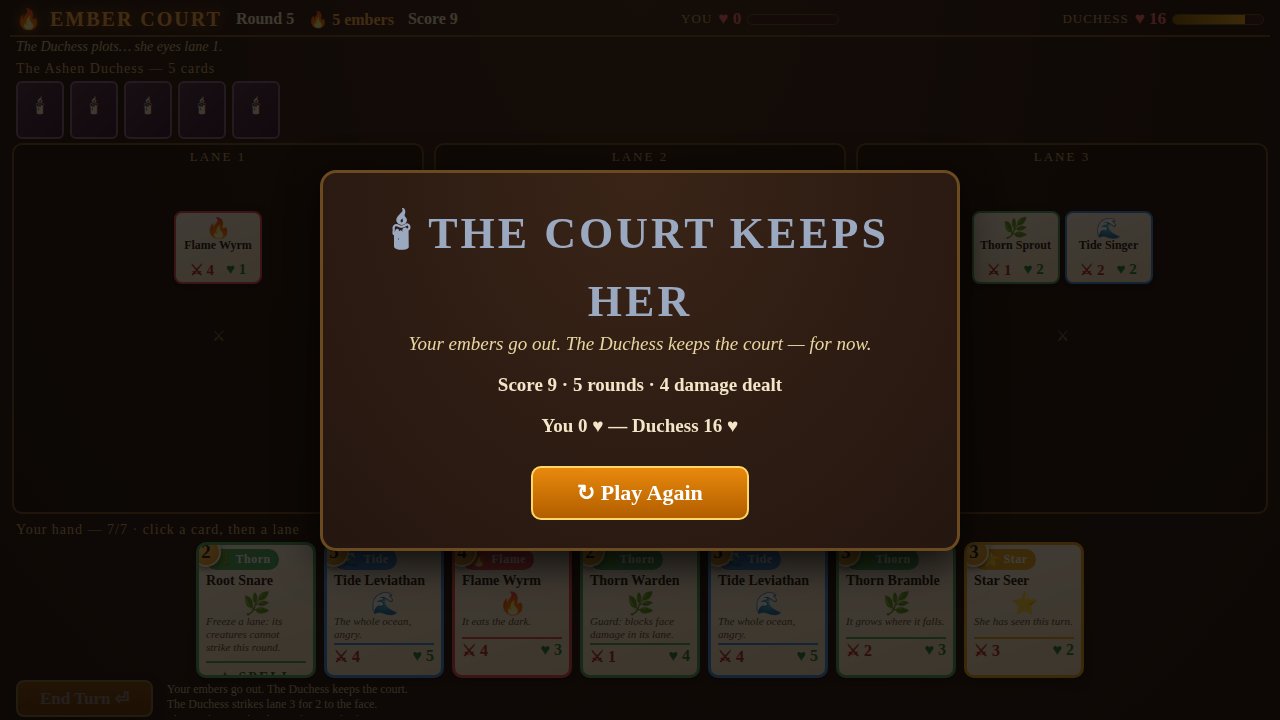 🔥 EMBER COURT Round 5 🔥 5 embers Score 9 YOU ♥ 0 DUCHESS ♥ 16
The Duchess plots… she eyes lane 1.
The Ashen Duchess — 5 cards
LANE 1 LANE 2 LANE 3
Flame Wyrm
⚔ 4 ♥ 1
Thorn Sprout
⚔ 1 ♥ 2
Tide Singer
⚔ 2 ♥ 2
🕯 THE COURT KEEPS
HER
Your embers go out. The Duchess keeps the court — for now.
Score 9 · 5 rounds · 4 damage dealt
You 0 ♥ — Duchess 16 ♥
↻ Play Again
Your hand — 7/7 · click a card, then a lane
2 Thorn
Root Snare
Freeze a lane: its
creatures cannot
strike this round.
Tide
Tide Leviathan
The whole ocean,
angry.
⚔ 4 ♥ 5
Flame
Flame Wyrm
It eats the dark.
⚔ 4 ♥ 3
Thorn
Thorn Warden
Guard: blocks face
damage in its lane.
⚔ 1 ♥ 4
Tide
Tide Leviathan
The whole ocean,
angry.
⚔ 4 ♥ 5
Thorn
Thorn Bramble
It grows where it falls.
⚔ 2 ♥ 3
3 Star
Star Seer
She has seen this turn.
⚔ 3 ♥ 2
End Turn ⏎
Your embers go out. The Duchess keeps the court.
The Duchess strikes lane 3 for 2 to the face.